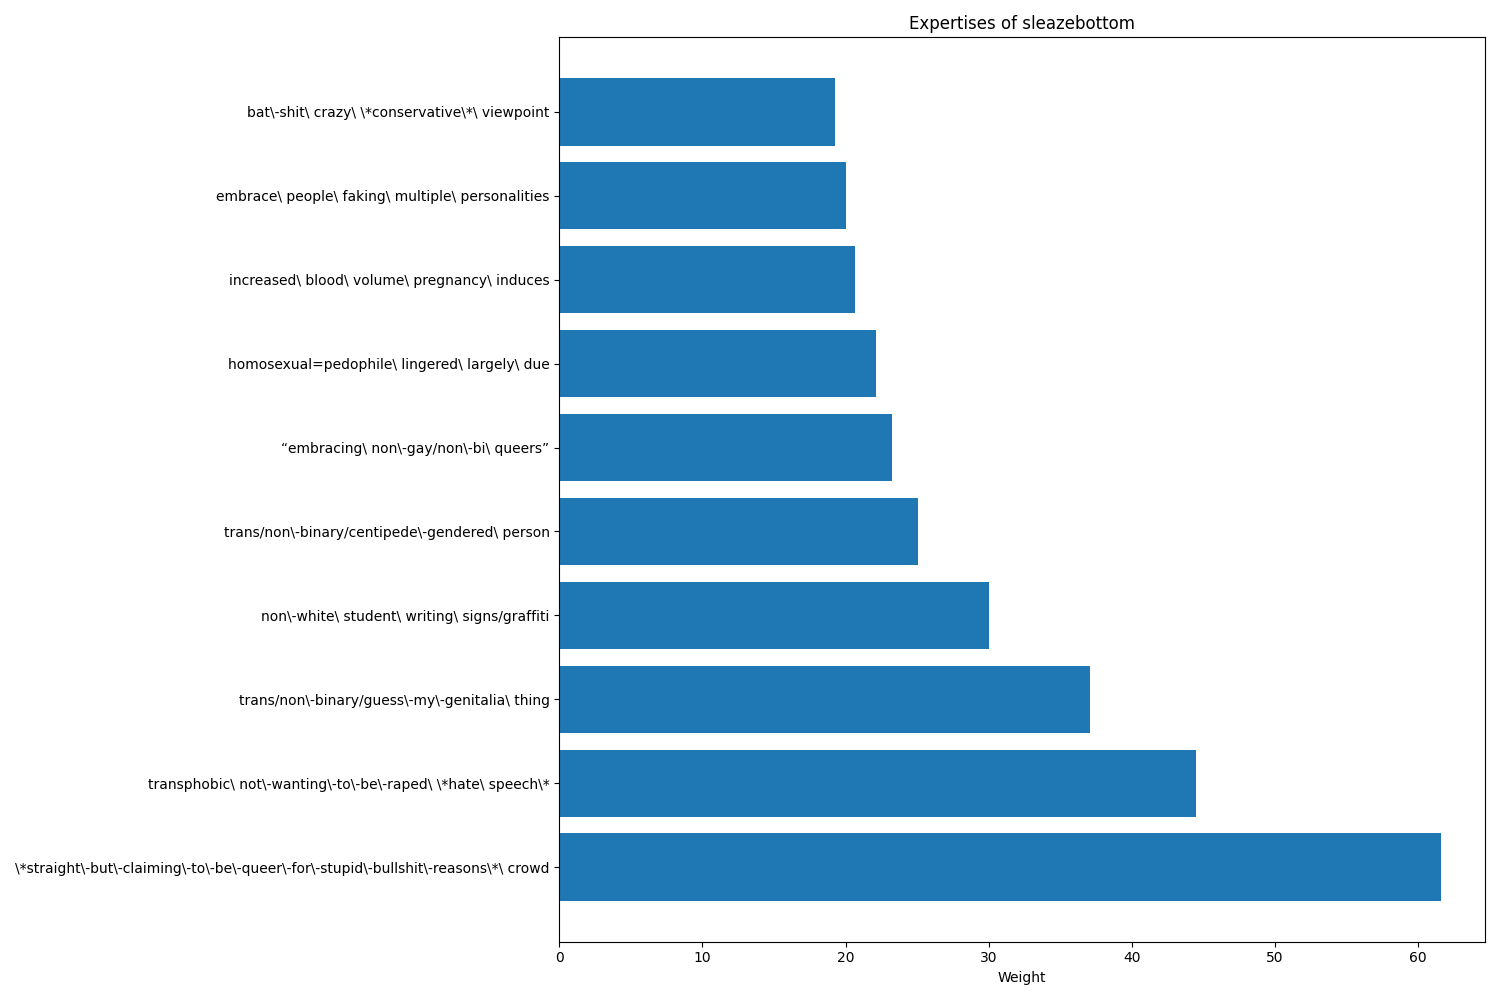 Expertises of sleazebottom
bat\-shit\ crazy\ \*conservative\*\ viewpoint
embrace\ people\ faking\ multiple\ personalities
increased\ blood\ volume\ pregnancy\ induces
homosexual=pedophile\ lingered\ largely\ due
“embracing\ non\-gay/non\-bi\ queers”
trans/non\-binary/centipede\-gendered\ person
non\-white\ student\ writing\ signs/graffiti
trans/non\-binary/guess\-my\-genitalia\ thing
transphobic\ not\-wanting\-to\-be\-raped\ \*hate\ speech\*
\*straight\-but\-claiming\-to\-be\-queer\-for\-stupid\-bullshit\-reasons\*\ crowd
0 10 20 30 40 50 60
Weight